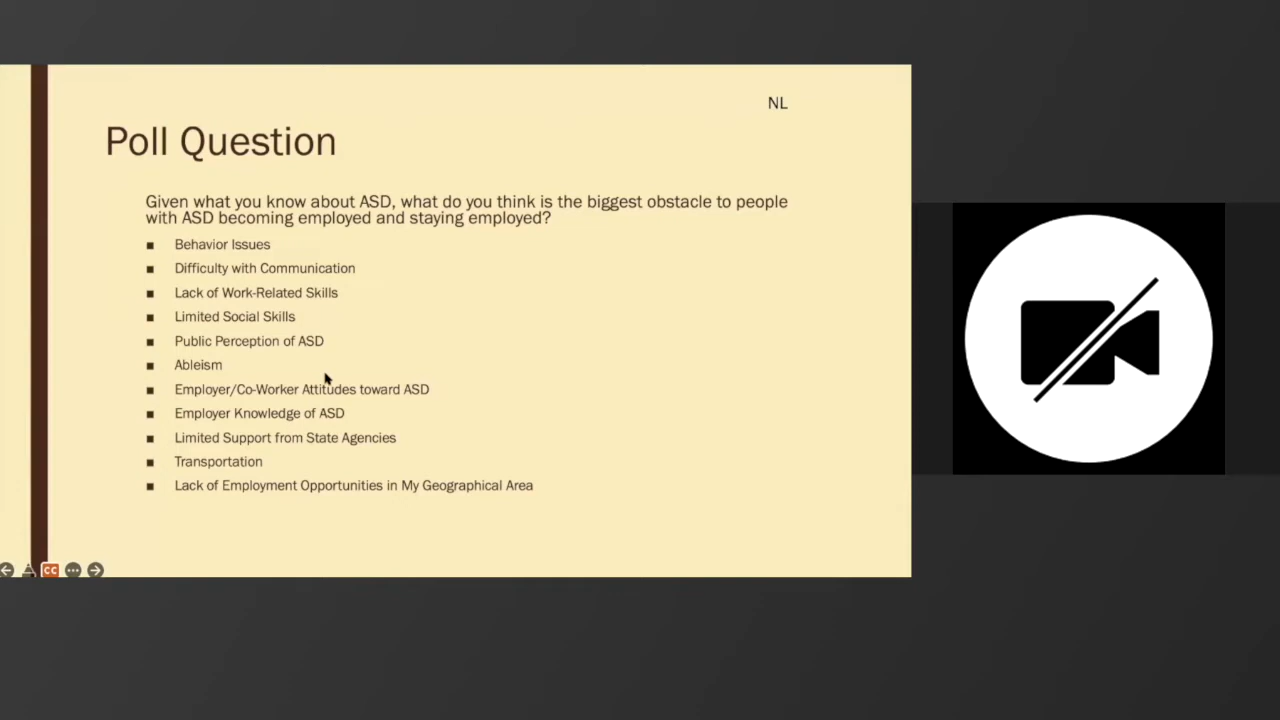 NL
Poll Question
Given what you know about ASD, what do you think is the biggest obstacle to people
with ASD becoming employed and staying employed?
Behavior Issues
Difficulty with Communication
Lack of Work-Related Skills
Limited Social Skills
Public Perception of ASD
Ableism
Employer/Co-Worker Attitudes toward ASD
Employer Knowledge of ASD
Limited Support from State Agencies
Transportation
Lack of Employment Opportunities in My Geographical Area
CC